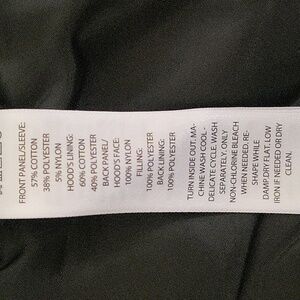 FRONT PANEL/SLEEVE:
57% COTTON
38% POLYESTER
5% NYLON
HOOD'S LINING:
60% COTTON
40% POLYESTER
BACK PANEL/
HOOD'S FACE:
100% NYLON
FILLING:
100% POLYESTER
BACK LINING:
100% POLYESTER
TURN INSIDE OUT. MA-
CHINE WASH COOL -
DELICATE CYCLE. WASH
SEPARATELY. ONLY
NON-CHLORINE BLEACH
WHEN NEEDED. RE-
SHAPE WHILE
DAMP. DRY FLAT. LOW
IRON IF NEEDED OR DRY
CLEAN.